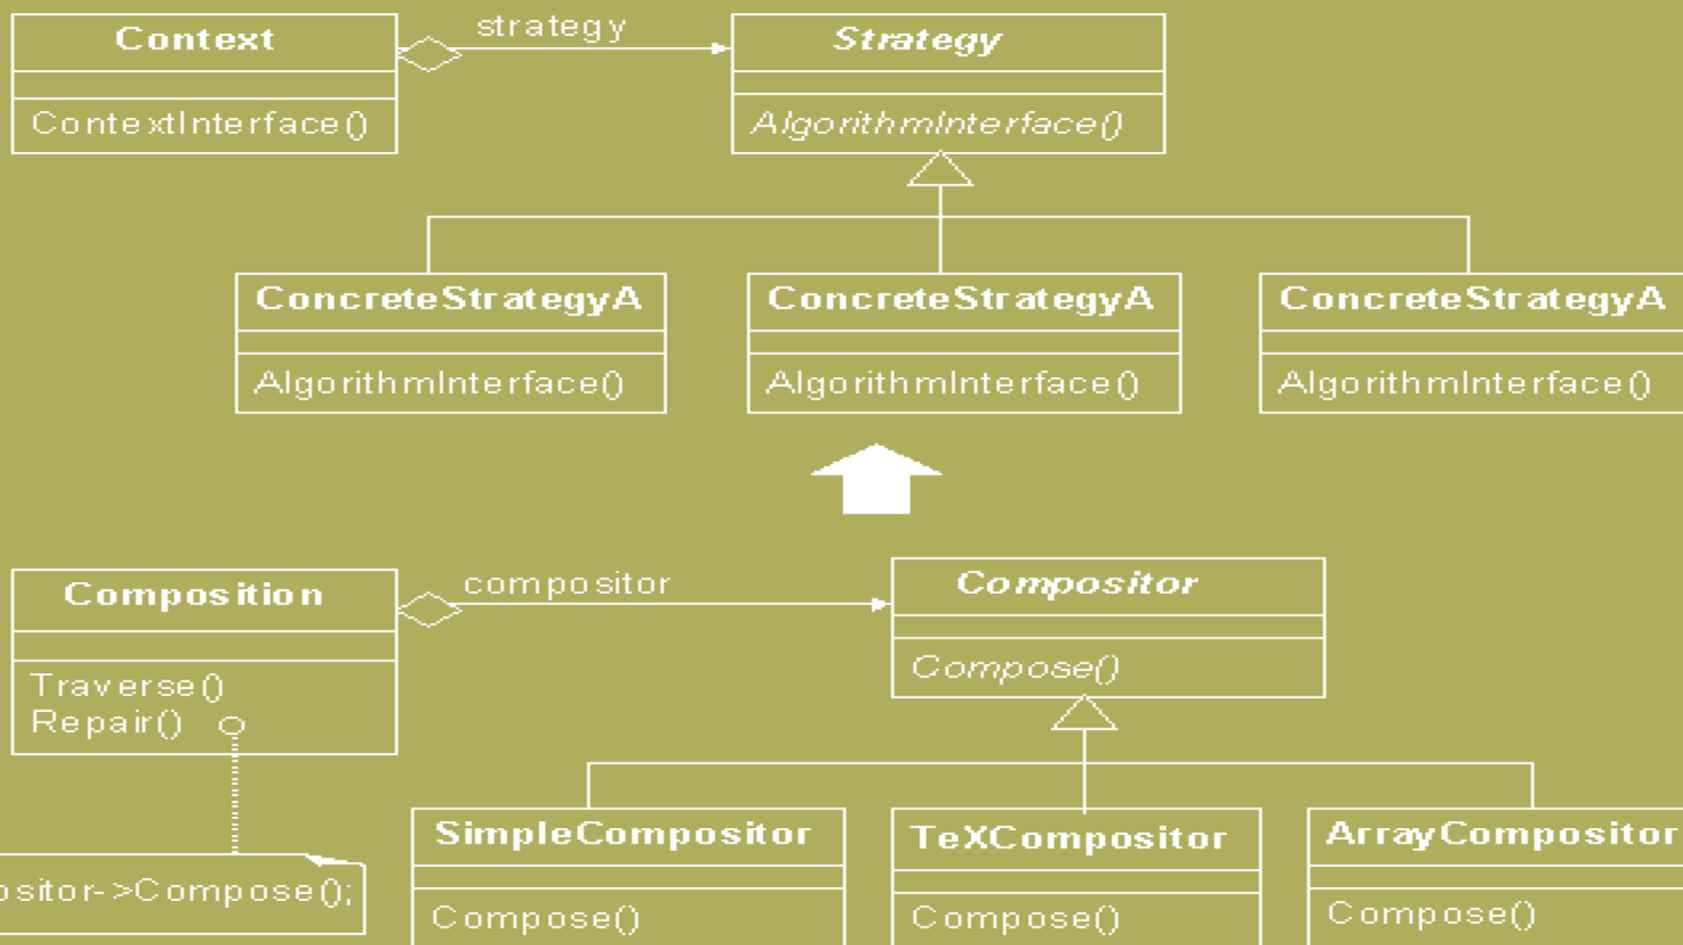 Context
strategy
Strategy
ContextInterface()
AlgorithmInterface()
ConcreteStrategyA
ConcreteStrategyA
ConcreteStrategyA
AlgorithmInterface()
AlgorithmInterface()
AlgorithmInterface()
Composition
compositor
Compositor
Traverse()
Repair()
Compose()
SimpleCompositor
TeXCompositor
ArrayCompositor
ositor->Compose();
Compose()
Compose()
Compose()